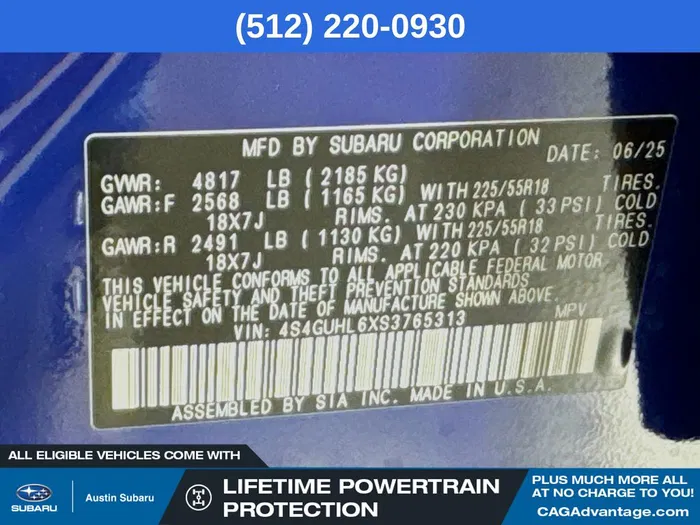 (512) 220-0930
MFD BY SUBARU CORPORATION DATE: 06/25
GVWR: 4817 LB (2185 KG)
GAWR:F 2568 LB (1165 KG) WITH 225/55R18 TIRES.
18X7J RIMS. AT 230 KPA (33 PSI) COLD
GAWR:R 2491 LB (1130 KG) WITH 225/55R18 TIRES.
18X7J RIMS. AT 220 KPA (32 PSI) COLD
THIS VEHICLE CONFORMS TO ALL APPLICABLE FEDERAL MOTOR
VEHICLE SAFETY AND THEFT PREVENTION STANDARDS
IN EFFECT ON THE DATE OF MANUFACTURE SHOWN ABOVE.
VIN: 4S4GUHL6XS3765313 MPV
ASSEMBLED BY SIA INC. MADE IN U.S.A.
ALL ELIGIBLE VEHICLES COME WITH
SUBARU
Austin Subaru
LIFETIME POWERTRAIN
PROTECTION
PLUS MUCH MORE ALL
AT NO CHARGE TO YOU!
CAGAdvantage.com